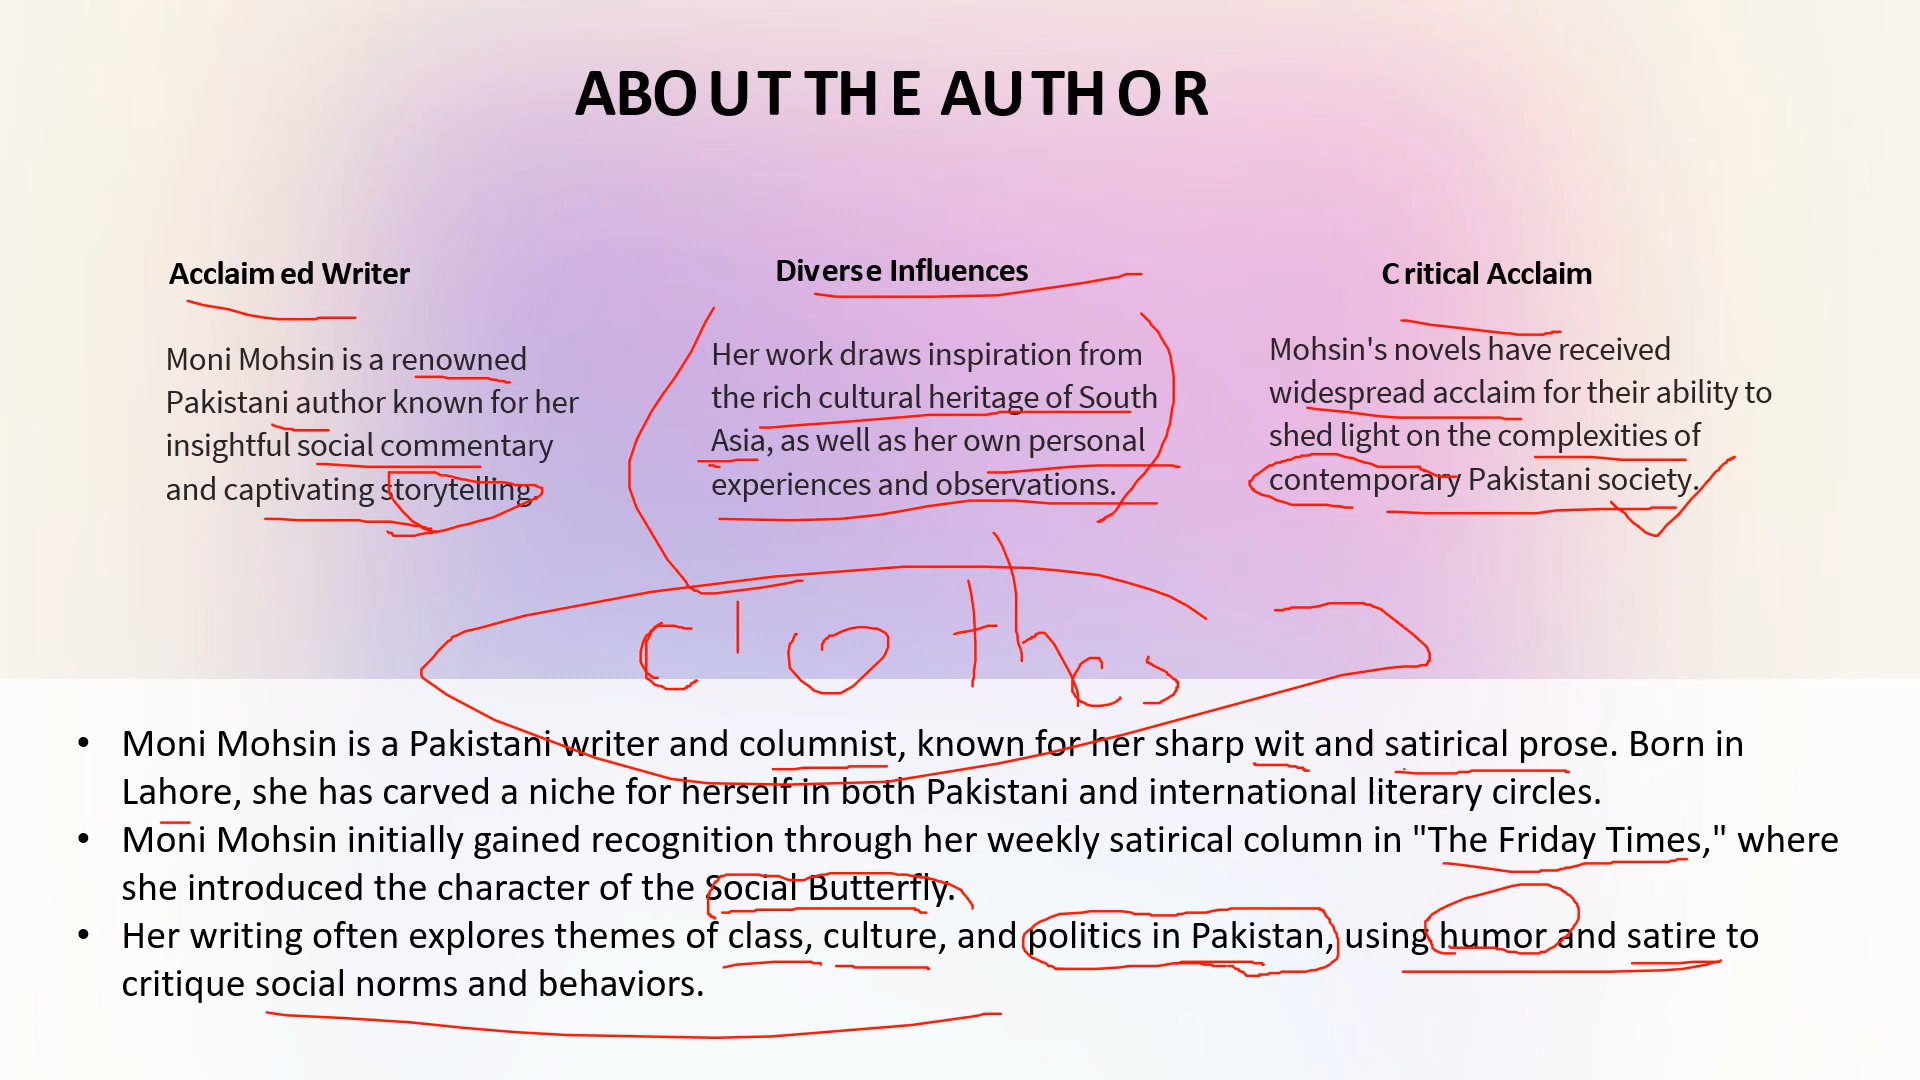 ABOUT THE AUTHOR
Acclaimed Writer
Moni Mohsin is a renowned
Pakistani author known for her
insightful social commentary
and captivating storytelling.
Diverse Influences
Her work draws inspiration from
the rich cultural heritage of South
Asia, as well as her own personal
experiences and observations.
Critical Acclaim
Mohsin's novels have received
widespread acclaim for their ability to
shed light on the complexities of
contemporary Pakistani society.
clothes
• Moni Mohsin is a Pakistani writer and columnist, known for her sharp wit and satirical prose. Born in
Lahore, she has carved a niche for herself in both Pakistani and international literary circles.
• Moni Mohsin initially gained recognition through her weekly satirical column in "The Friday Times," where
she introduced the character of the Social Butterfly.
• Her writing often explores themes of class, culture, and politics in Pakistan, using humor and satire to
critique social norms and behaviors.